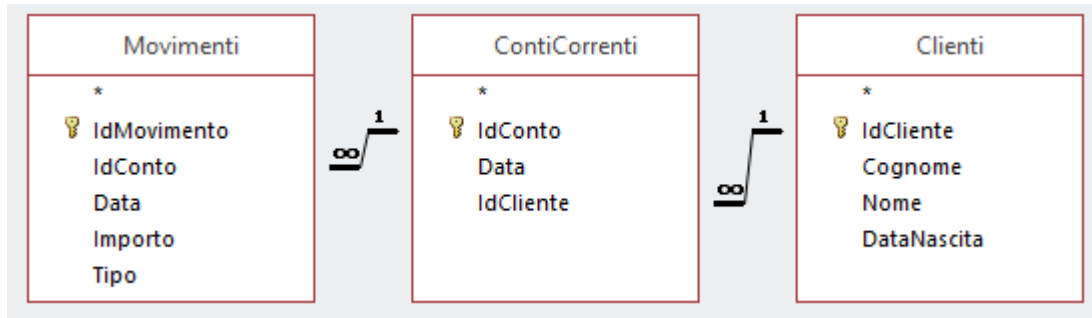 Movimenti
*
IdMovimento
IdConto
Data
Importo
Tipo
1
∞
ContiCorrenti
*
IdConto
Data
IdCliente
1
∞
Clienti
*
IdCliente
Cognome
Nome
DataNascita